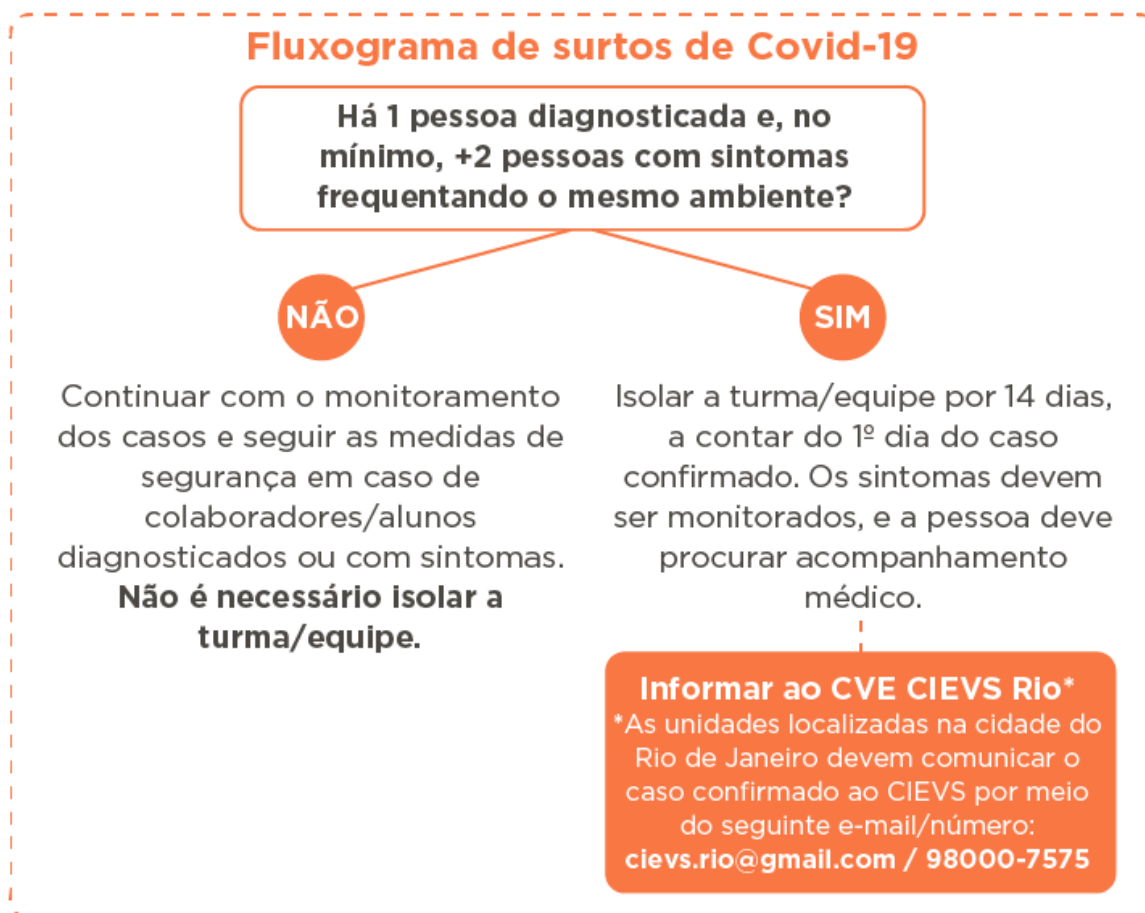 Fluxograma de surtos de Covid-19
Há 1 pessoa diagnosticada e, no
mínimo, +2 pessoas com sintomas
frequentando o mesmo ambiente?
NÃO
Continuar com o monitoramento
dos casos e seguir as medidas de
segurança em caso de
colaboradores/alunos
diagnosticados ou com sintomas.
Não é necessário isolar a
turma/equipe.
SIM
Isolar a turma/equipe por 14 dias,
a contar do 1º dia do caso
confirmado. Os sintomas devem
ser monitorados, e a pessoa deve
procurar acompanhamento
médico.
Informar ao CVE CIEVS Rio*
*As unidades localizadas na cidade do
Rio de Janeiro devem comunicar o
caso confirmado ao CIEVS por meio
do seguinte e-mail/número:
cievs.rio@gmail.com / 98000-7575